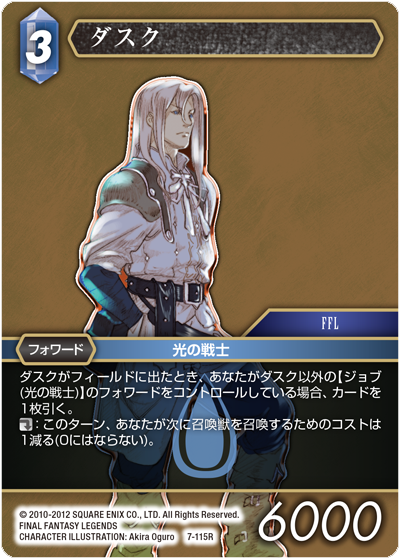 3
ダスク
FFL
フォワード
光の戦士
ダスクがフィールドに出たとき、あなたがダスク以外の【ジョブ
(光の戦士)】のフォワードをコントロールしている場合、カードを
1枚引く。
：このターン、あなたが次に召喚獣を召喚するためのコストは
1減る(0にはならない)。
© 2010-2012 SQUARE ENIX CO., LTD. All Rights Reserved.
FINAL FANTASY LEGENDS
CHARACTER ILLUSTRATION: Akira Oguro 7-115R
6000